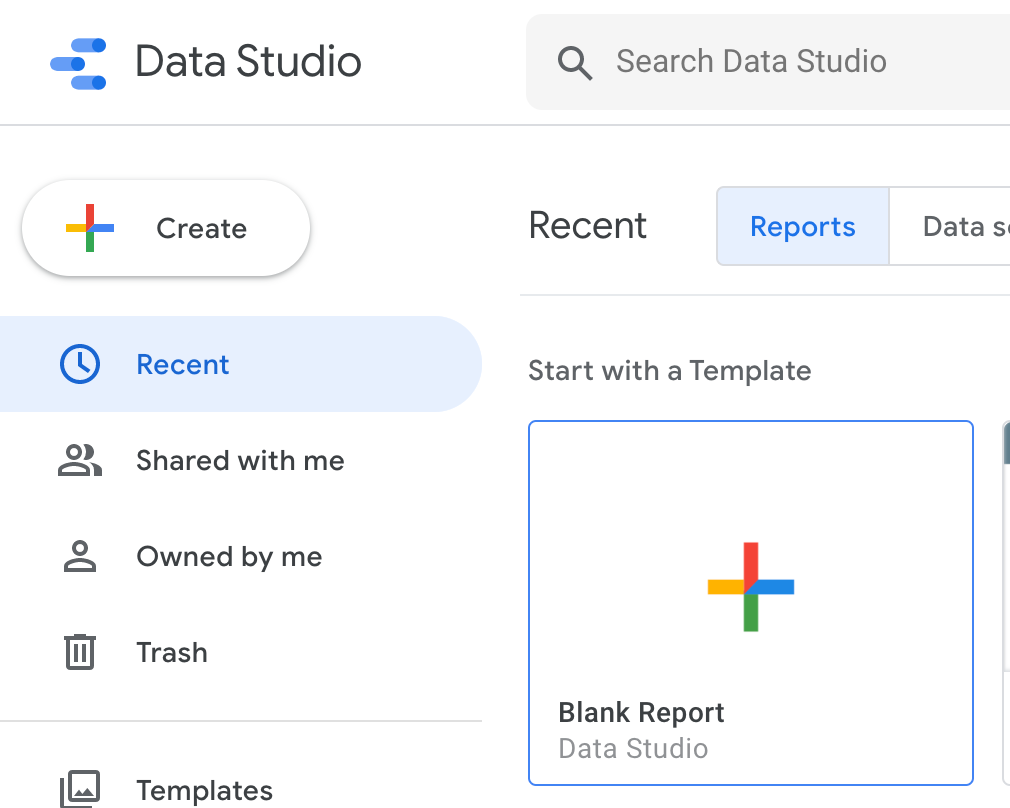 Data Studio
Search Data Studio
Create
Recent
Shared with me
Owned by me
Trash
Templates
Recent
Reports
Data
Start with a Template
Blank Report
Data Studio